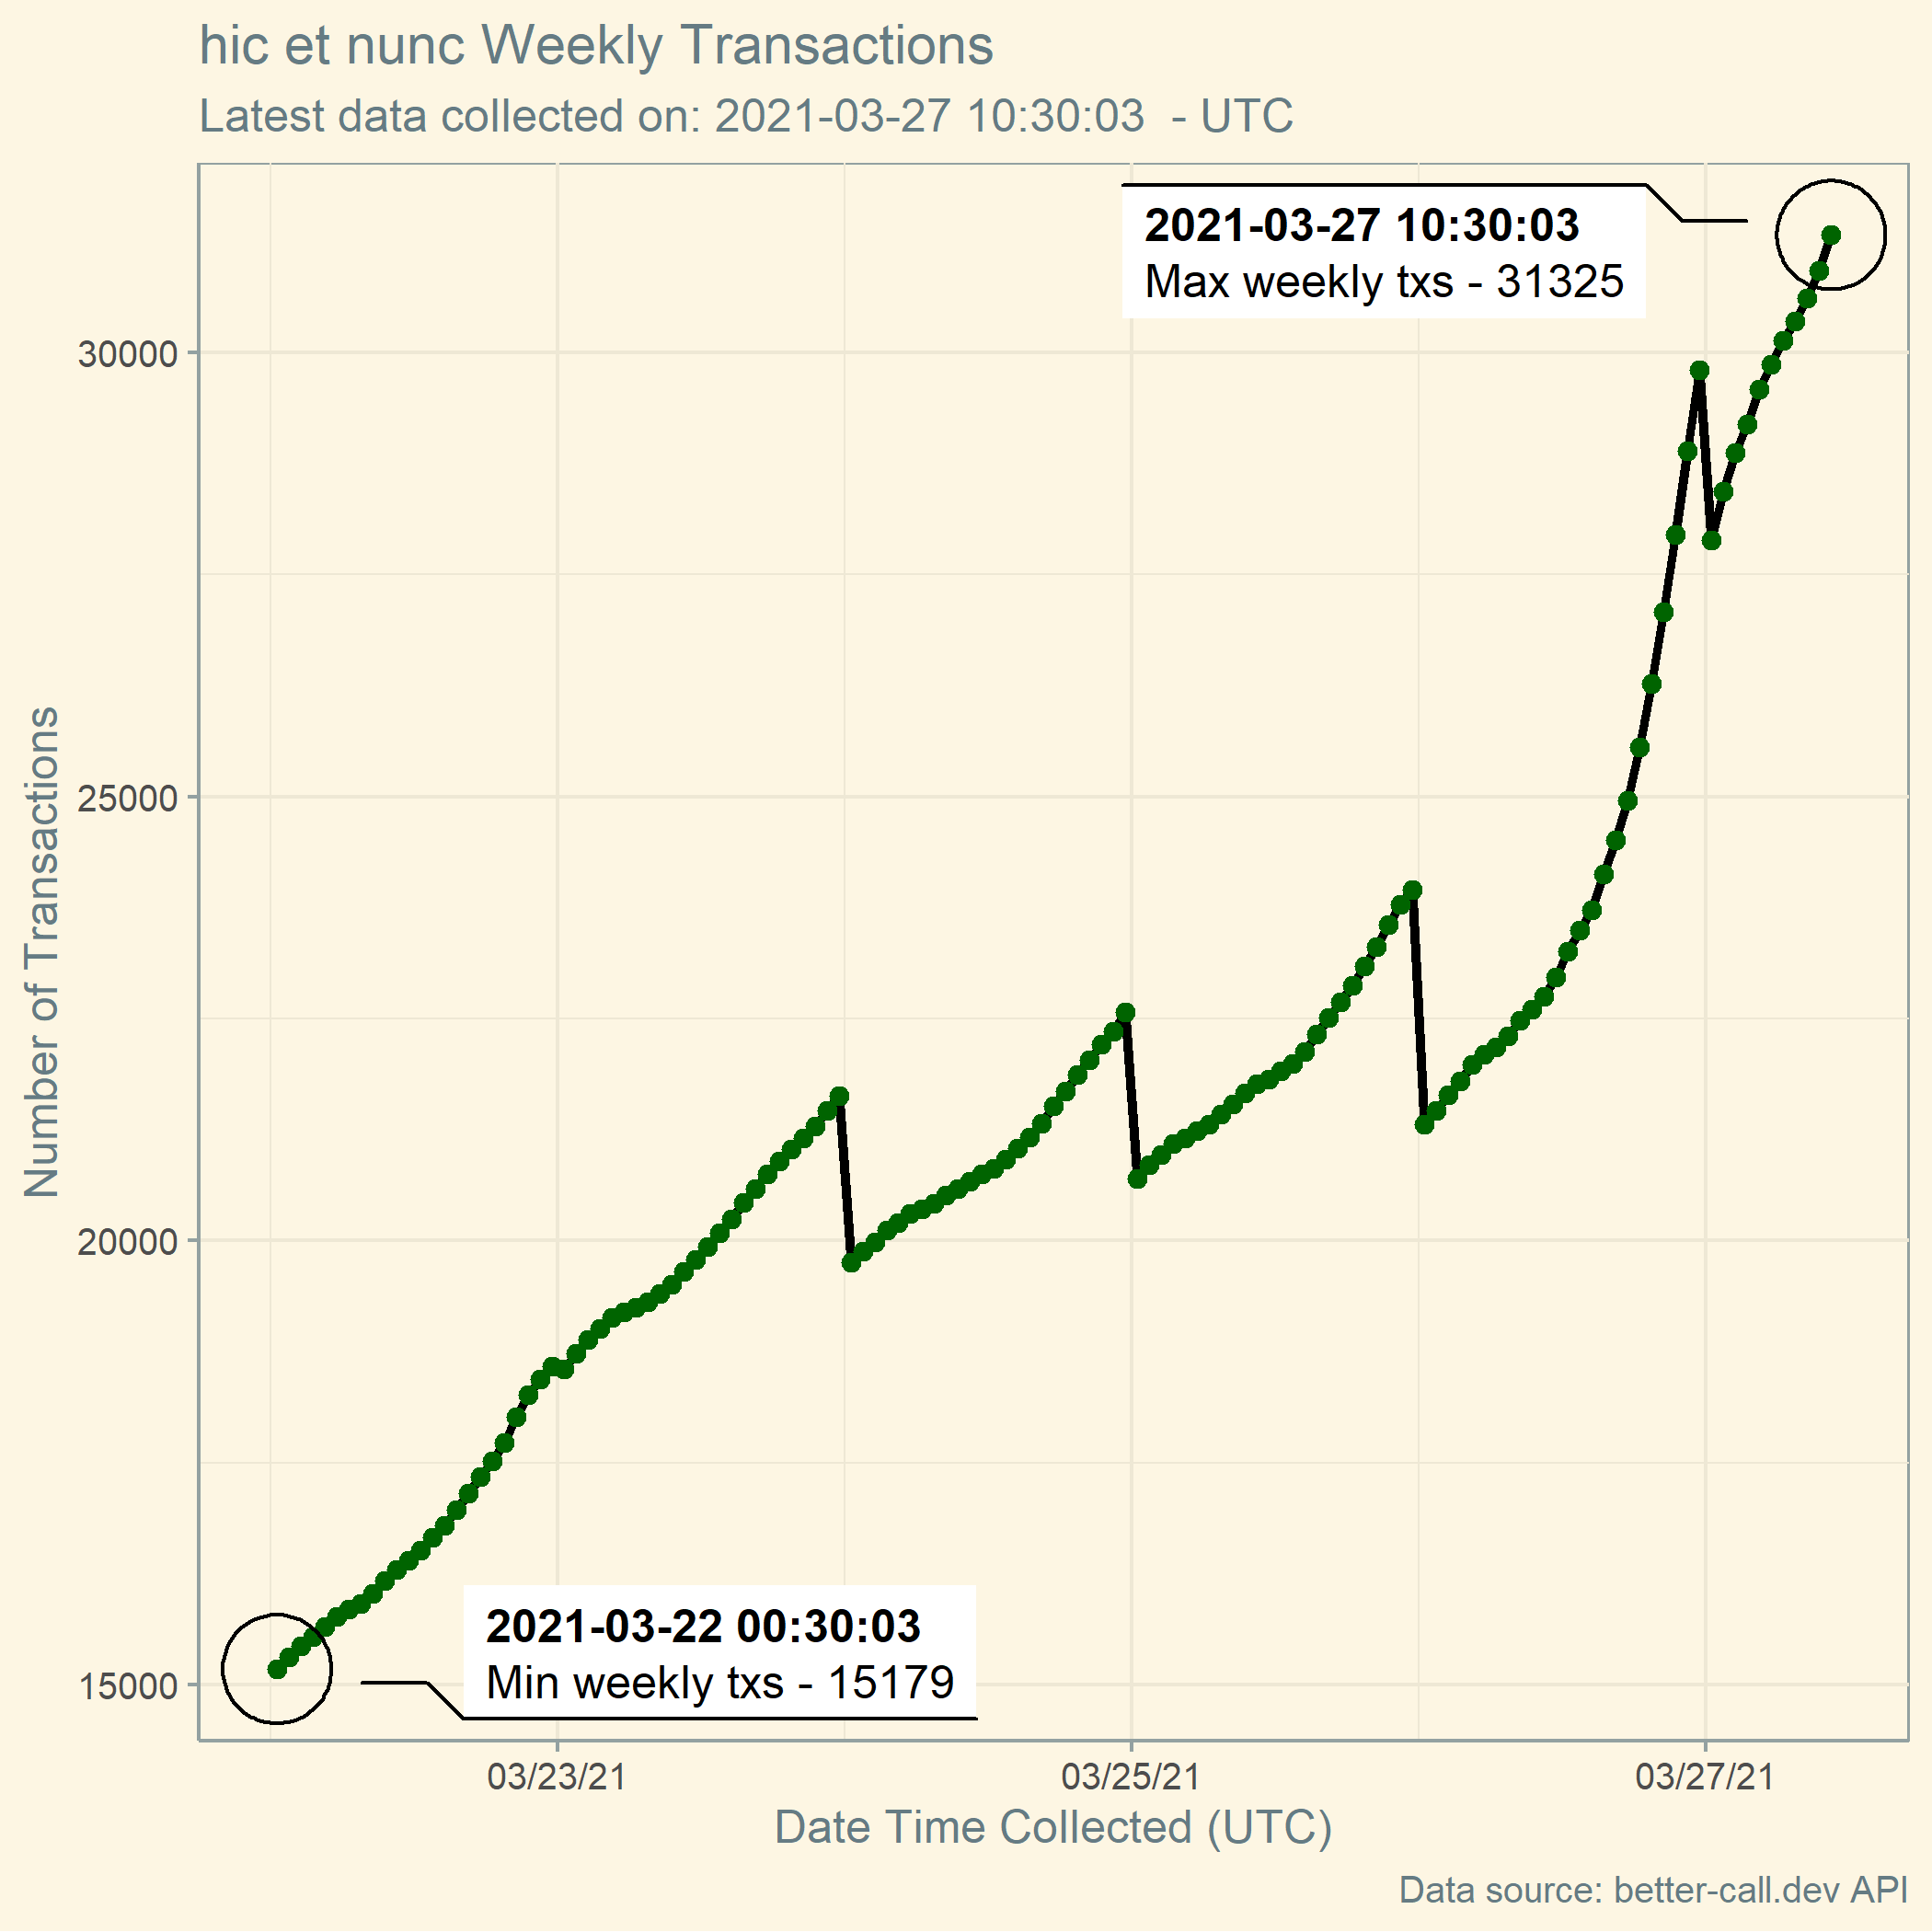 hic et nunc Weekly Transactions
Latest data collected on: 2021-03-27 10:30:03  - UTC
2021-03-27 10:30:03
Max weekly txs - 31325
Number of Transactions
30000
25000
20000
15000
2021-03-22 00:30:03
Min weekly txs - 15179
03/23/21
03/25/21
03/27/21
Date Time Collected (UTC)
Data source: better-call.dev API